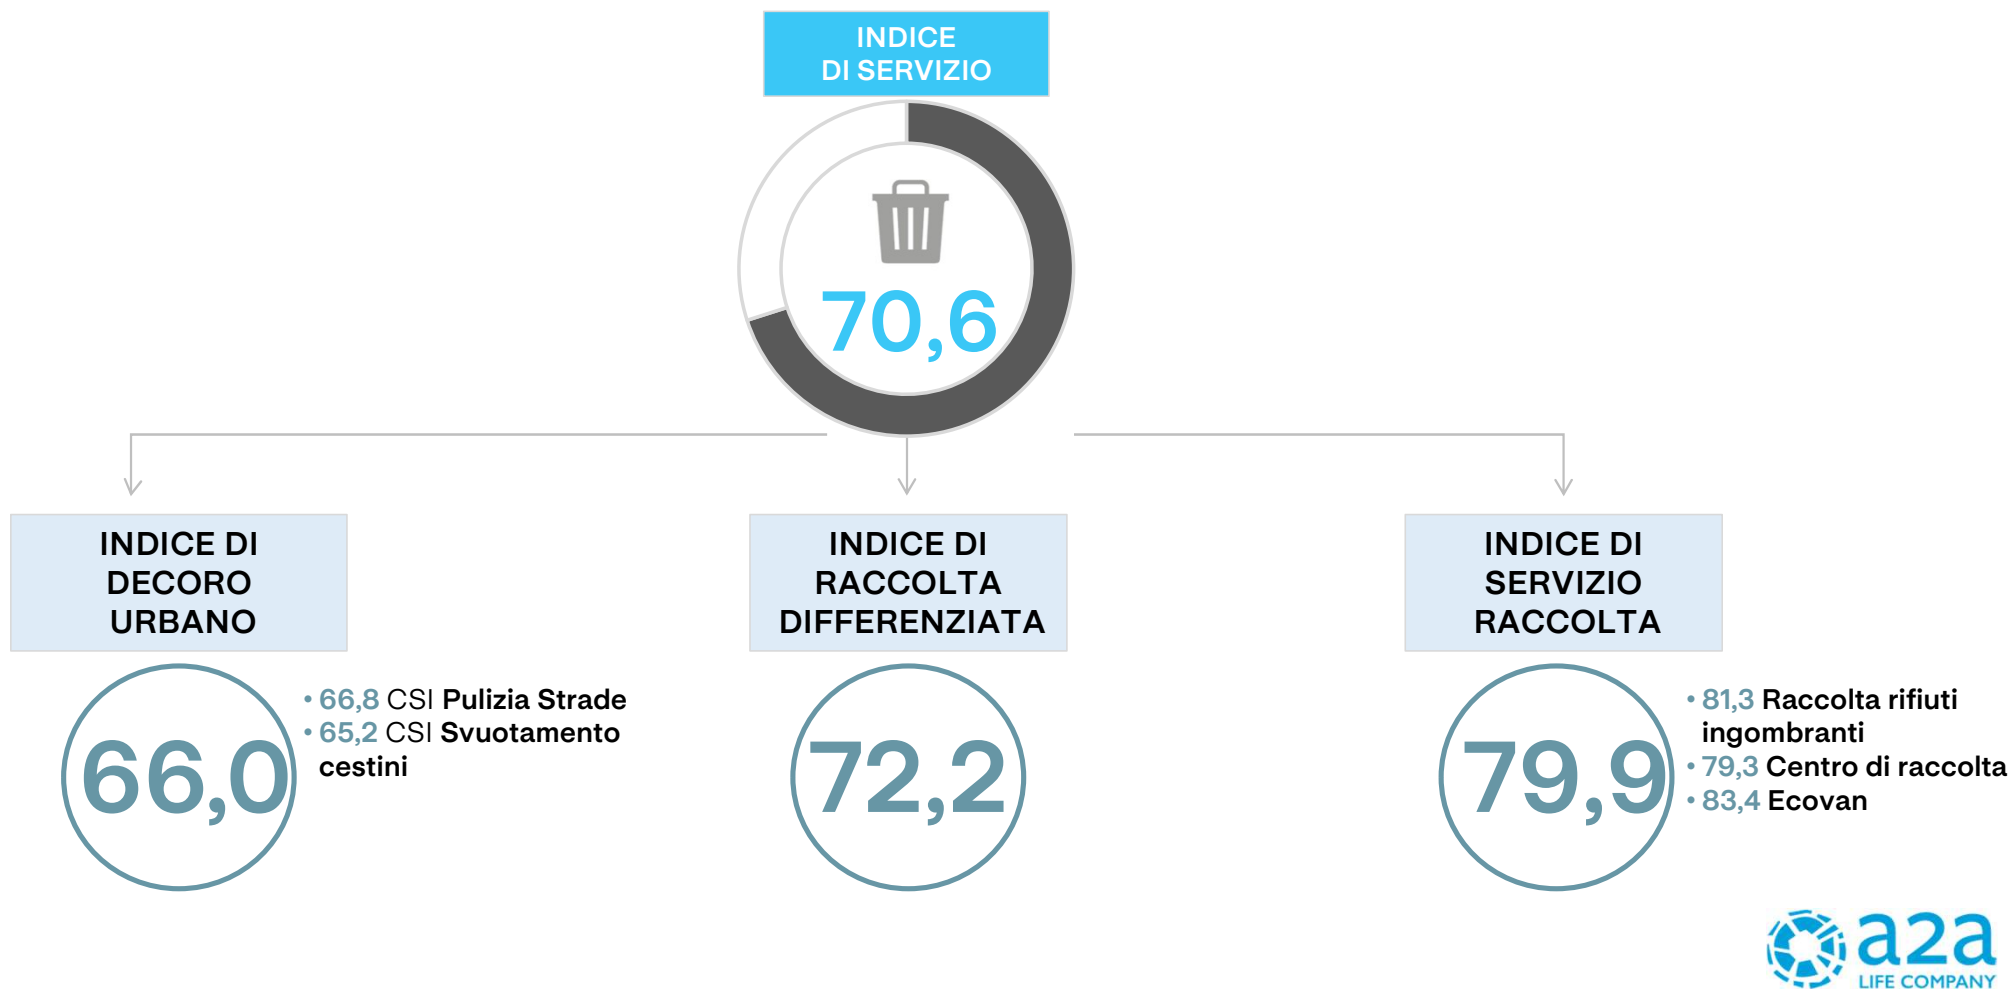 INDICE
DI SERVIZIO
70,6
INDICE DI
DECORO
URBANO
66,0
• 66,8 CSI Pulizia Strade
• 65,2 CSI Svuotamento
cestini
INDICE DI
RACCOLTA
DIFFERENZIATA
72,2
INDICE DI
SERVIZIO
RACCOLTA
79,9
• 81,3 Raccolta rifiuti
ingombranti
• 79,3 Centro di raccolta
• 83,4 Ecovan
a2a
LIFE COMPANY